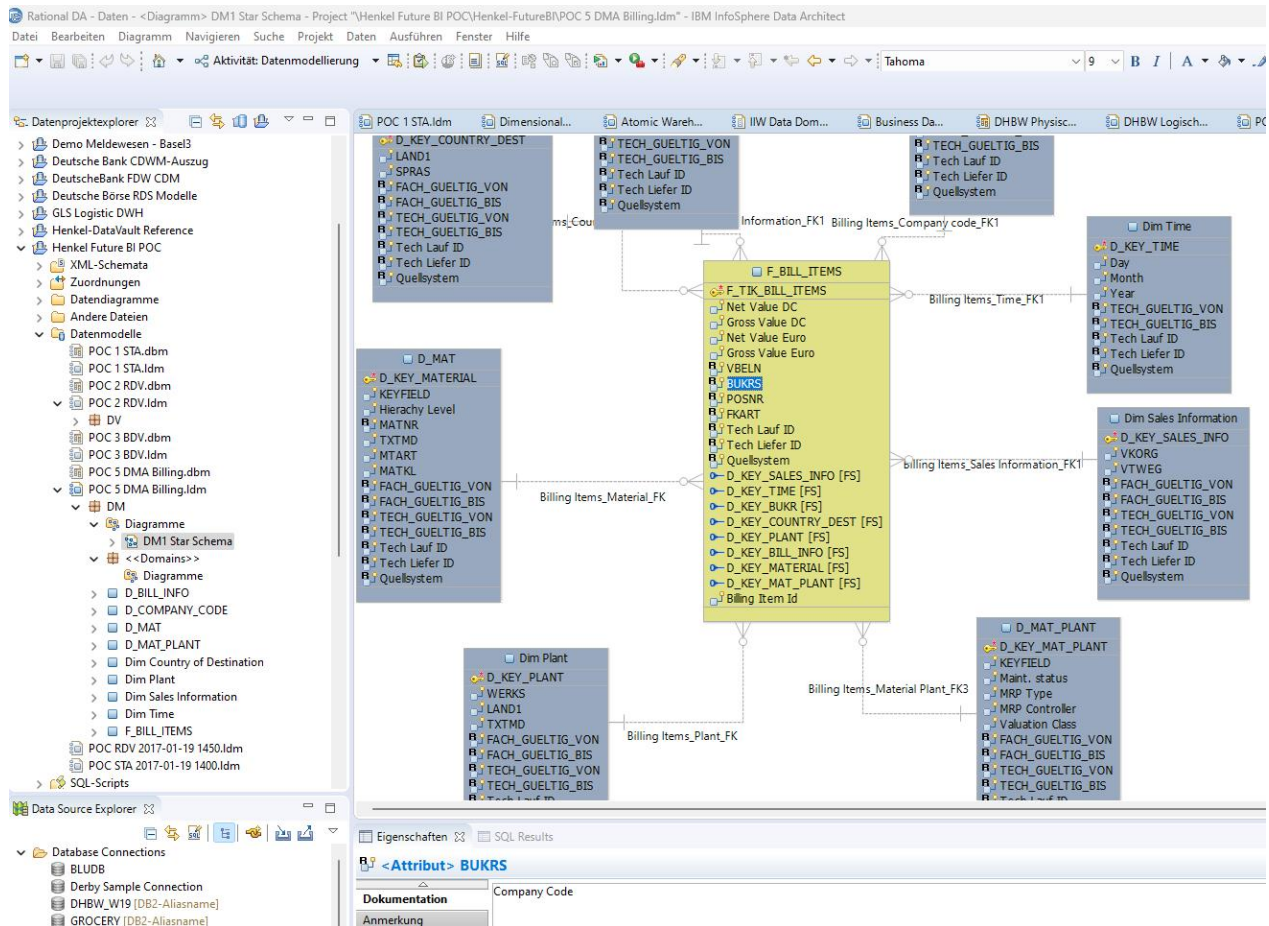 Rational DA - Daten - <Diagramm> DM1 Star Schema - Project "\Henkel Future BI POC\Henkel-FutureBI\POC 5 DMA Billing.ldm" - IBM InfoSphere Data Architect
Datei Bearbeiten Diagramm Navigieren Suche Projekt Daten Ausführen Fenster Hilfe
Aktivität: Datenmodellierung
Tahoma
9
B I A
Datenprojektexplorer
Demo Meldewesen - Basel3
Deutsche Bank CDWM-Auszug
DeutscheBank FDW CDM
Deutsche Börse RDS Modelle
GLS Logistic DWH
Henkel-DataVault Reference
Henkel Future BI POC
XML-Schemata
Zuordnungen
Datendiagramme
Andere Dateien
Datenmodelle
POC 1 STA.dbm
POC 1 STA.ldm
POC 2 RDV.dbm
POC 2 RDV.ldm
DV
POC 3 BDV.dbm
POC 3 BDV.ldm
POC 5 DMA Billing.dbm
POC 5 DMA Billing.ldm
DM
Diagramme
DM1 Star Schema
<<Domains>>
Diagramme
D_BILL_INFO
D_COMPANY_CODE
D_MAT
D_MAT_PLANT
Dim Country of Destination
Dim Plant
Dim Sales Information
Dim Time
F_BILL_ITEMS
POC RDV 2017-01-19 1450.ldm
POC STA 2017-01-19 1400.ldm
SQL-Scripts
Data Source Explorer
Database Connections
BLUDB
Derby Sample Connection
DHBW_W19 [DB2-Aliasname]
GROCERY [DB2-Aliasname]
POC 1 STA.ldm
Dimensional...
Atomic Wareh...
IIW Data Dom...
Business Da...
DHBW Physisc...
DHBW Logisch...
D_KEY_COUNTRY_DEST
LAND1
SPRAS
FACH_GUELTIG_VON
FACH_GUELTIG_BIS
TECH_GUELTIG_VON
TECH_GUELTIG_BIS
Tech Lauf ID
Tech Liefer ID
Quellsystem
TECH_GUELTIG_VON
TECH_GUELTIG_BIS
Tech Lauf ID
Tech Liefer ID
Quellsystem
TECH_GUELTIG_BIS
Tech Lauf ID
Tech Liefer ID
Quellsystem
Information_FK1
Billing Items_Company code_FK1
Dim Time
D_KEY_TIME
Day
Month
Year
TECH_GUELTIG_VON
TECH_GUELTIG_BIS
Tech Lauf ID
Tech Liefer ID
Quellsystem
Billing Items_Time_FK1
F_BILL_ITEMS
F_TIK_BILL_ITEMS
Net Value DC
Gross Value DC
Net Value Euro
Gross Value Euro
VBELN
BUKRS
POSNR
FKART
Tech Lauf ID
Tech Liefer ID
Quellsystem
D_KEY_SALES_INFO [FS]
D_KEY_TIME [FS]
D_KEY_BUKR [FS]
D_KEY_COUNTRY_DEST [FS]
D_KEY_PLANT [FS]
D_KEY_BILL_INFO [FS]
D_KEY_MATERIAL [FS]
D_KEY_MAT_PLANT [FS]
Billing Item Id
D_MAT
D_KEY_MATERIAL
KEYFIELD
Hierachy Level
MATNR
TXTMD
MTART
MATKL
FACH_GUELTIG_VON
FACH_GUELTIG_BIS
TECH_GUELTIG_VON
TECH_GUELTIG_BIS
Tech Lauf ID
Tech Liefer ID
Quellsystem
Billing Items_Material_FK
Billing Items_Sales Information_FK1
Dim Sales Information
D_KEY_SALES_INFO
VKORG
VTWEG
FACH_GUELTIG_VON
FACH_GUELTIG_BIS
TECH_GUELTIG_VON
TECH_GUELTIG_BIS
Tech Lauf ID
Tech Liefer ID
Quellsystem
Dim Plant
D_KEY_PLANT
WERKS
LAND1
TXTMD
FACH_GUELTIG_VON
FACH_GUELTIG_BIS
TECH_GUELTIG_VON
TECH_GUELTIG_BIS
Billing Items_Plant_FK
Billing Items_Material Plant_FK3
D_MAT_PLANT
D_KEY_MAT_PLANT
KEYFIELD
Maint. status
MRP Type
MRP Controller
Valuation Class
FACH_GUELTIG_VON
FACH_GUELTIG_BIS
TECH_GUELTIG_VON
TECH_GUELTIG_BIS
Eigenschaften
SQL Results
<Attribut> BUKRS
Dokumentation
Anmerkung
Company Code